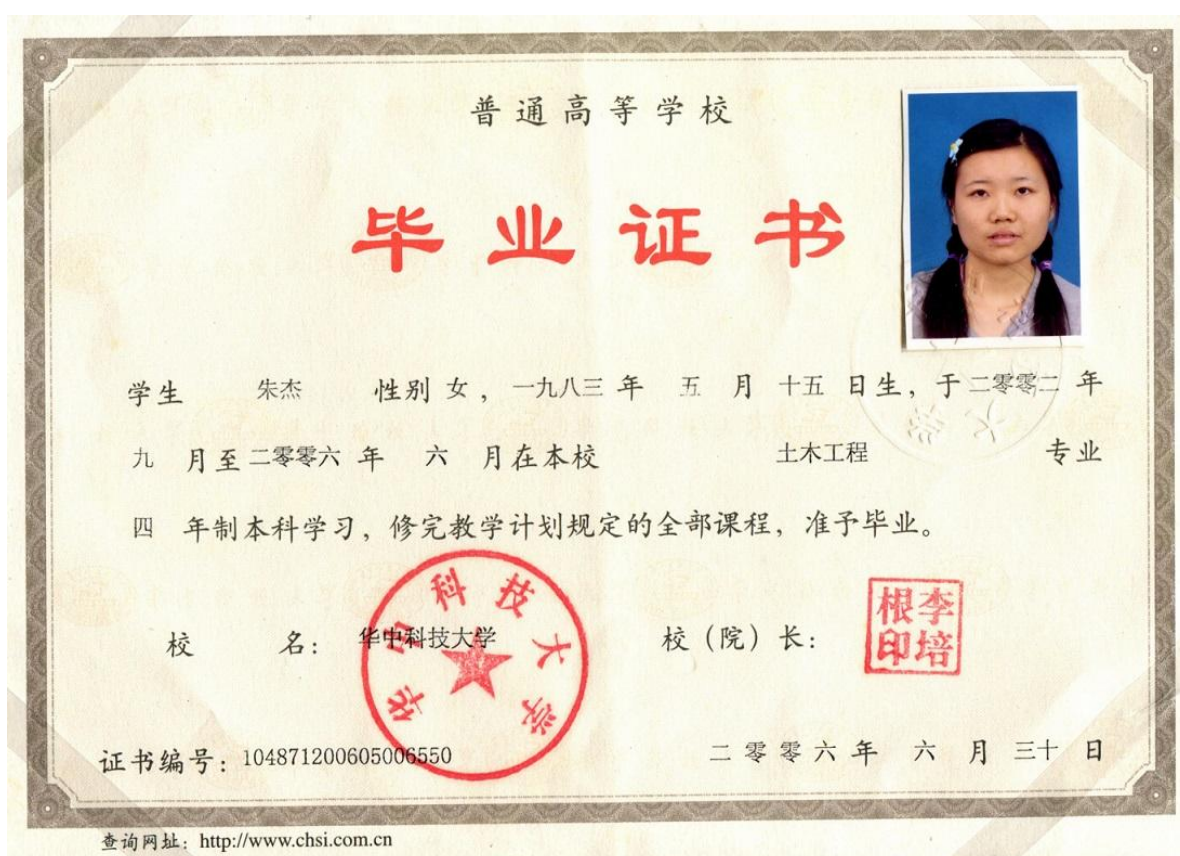 普通高等学校
毕业证书
学生 朱杰 性别 女，一九八三 年 五 月 十五 日生，于 二零零二 年
九 月至 二零零六 年 六 月在本校 土木工程 专业
四 年制本科学习，修完教学计划规定的全部课程，准予毕业。
校 名： 华中科技大学 校（院）长：
华中科技大学
李培根印
证书编号：104871200605006550 二零零六年 六 月 三十 日
查询网址：http://www.chsi.com.cn